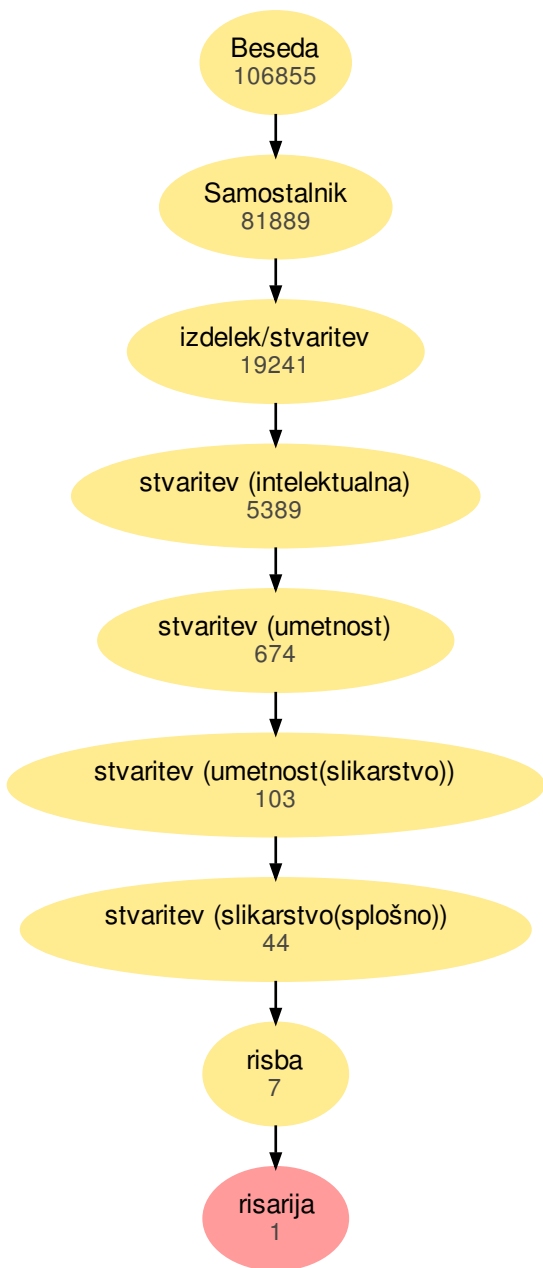 Beseda
106855
Samostalnik
81889
izdelek/stvaritev
19241
stvaritev (intelektualna)
5389
stvaritev (umetnost)
674
stvaritev (umetnost(slikarstvo))
103
stvaritev (slikarstvo(splošno))
44
risba
7
risarija
1